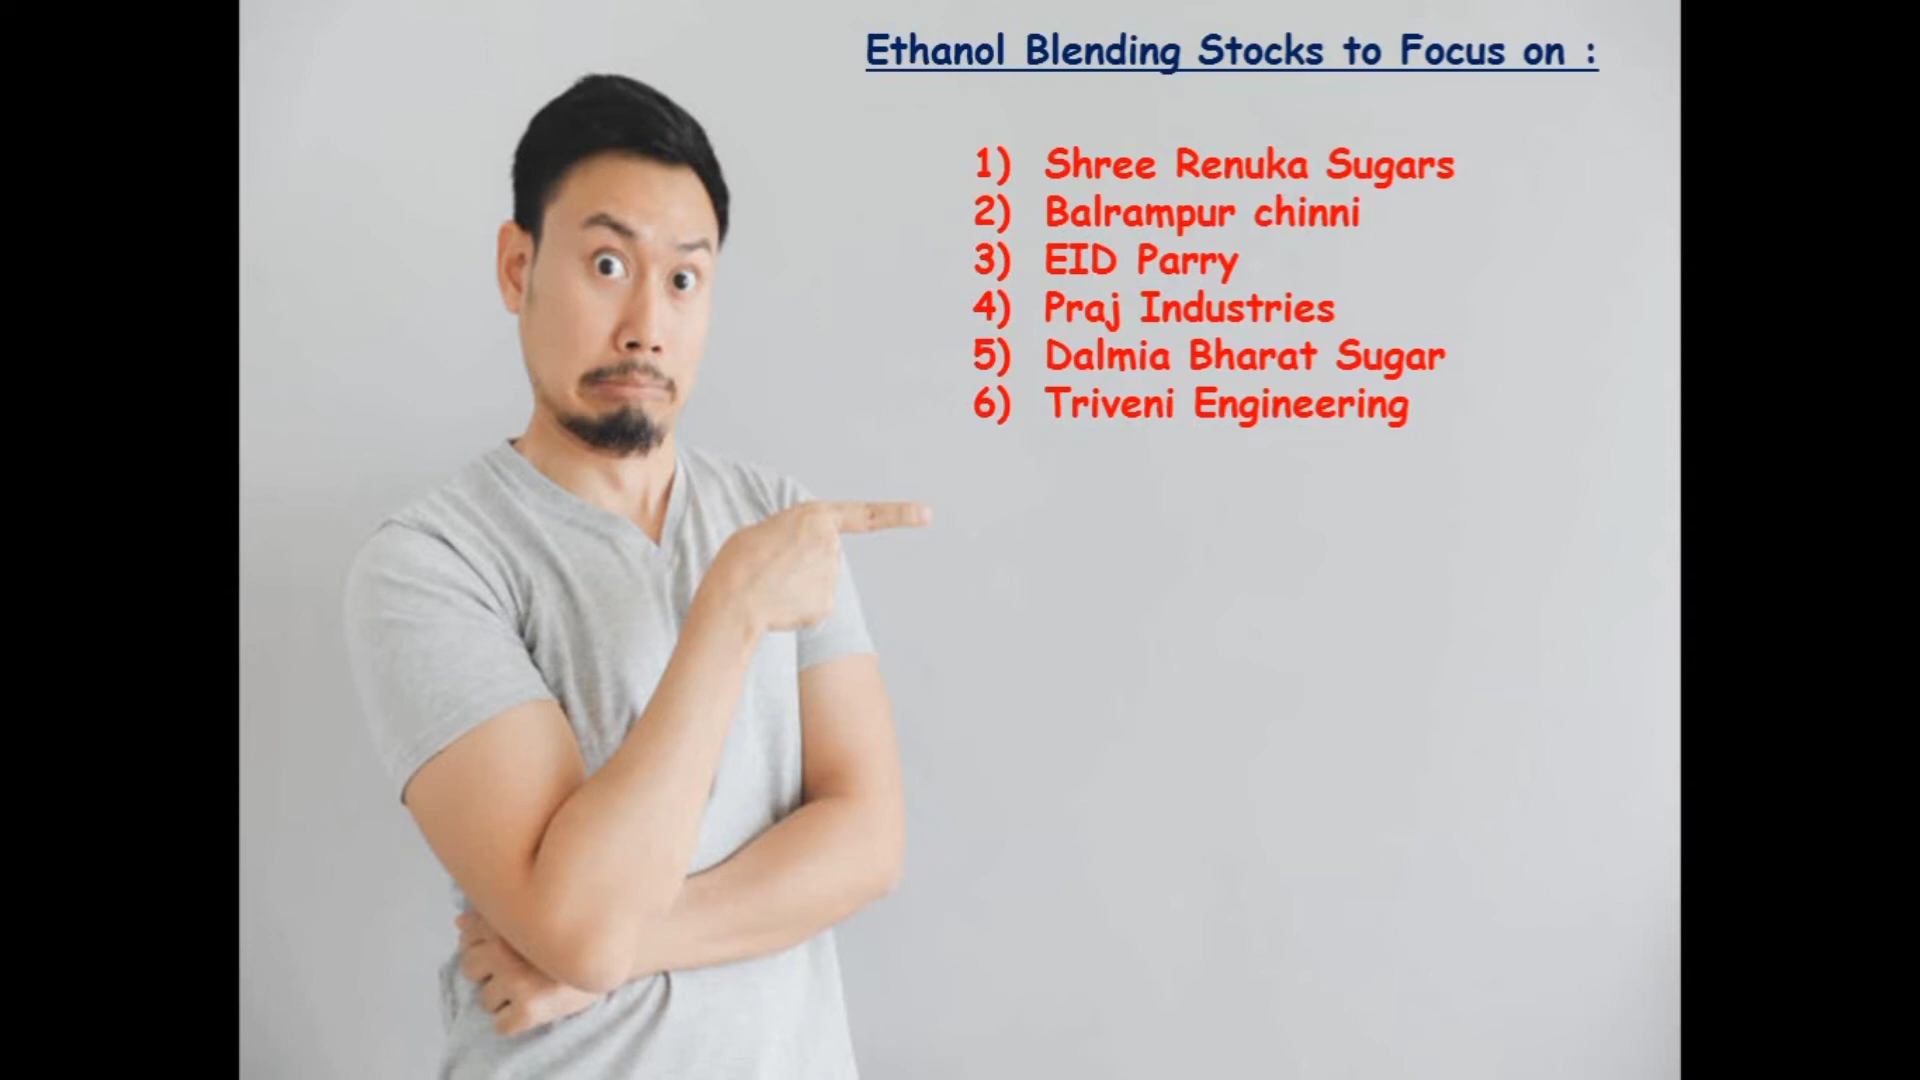 Ethanol Blending Stocks to Focus on :
1) Shree Renuka Sugars
2) Balrampur chinni
3) EID Parry
4) Praj Industries
5) Dalmia Bharat Sugar
6) Triveni Engineering